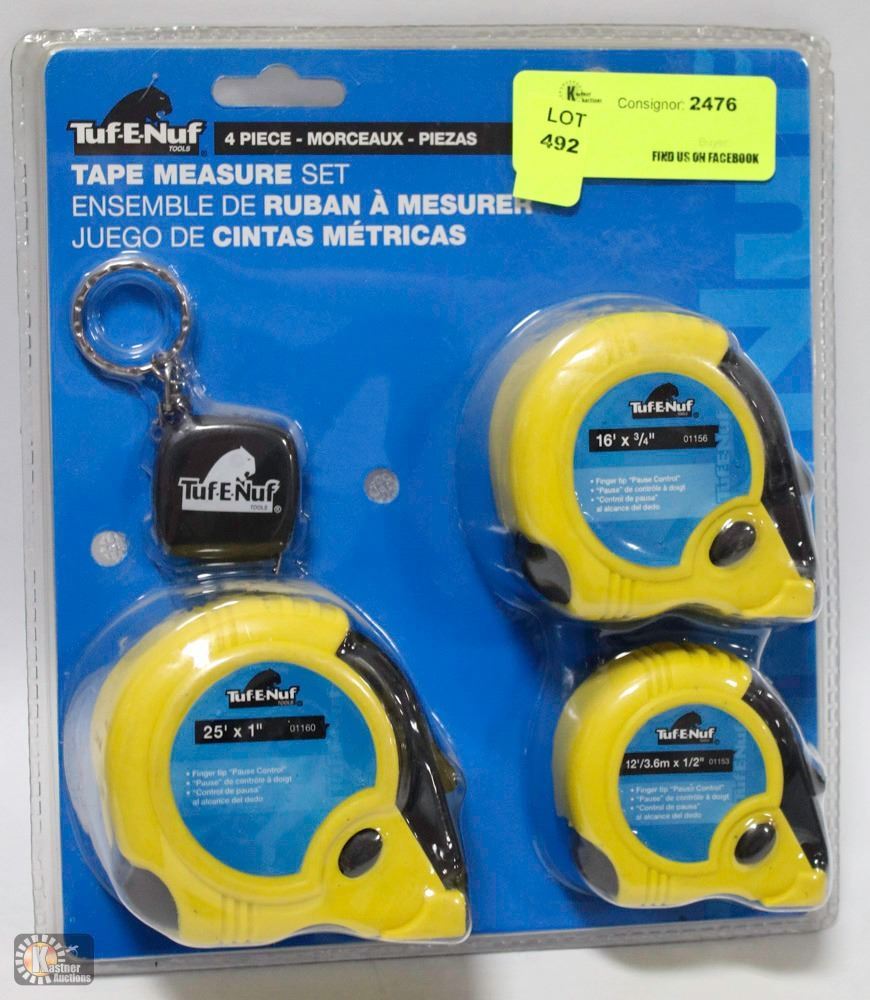 TUF-E-NUF
TOOLS
4 PIECE - MORCEAUX - PIEZAS
TAPE MEASURE SET
ENSEMBLE DE RUBAN À MESURER
JUEGO DE CINTAS MÉTRICAS
LOT
492
Consignor: 2476
Buyer:
FIND US ON FACEBOOK
TUF-E-NUF
TOOLS
TUF-E-NUF
TOOLS
16' x 3/4" 01156
• Finger tip "Pause Control"
• "Pause" de contrôle à doigt
• "Control de pausa"
al alcance del dedo
TUF-E-NUF
TOOLS
25' x 1" 01160
• Finger tip "Pause Control"
• "Pause" de contrôle à doigt
• "Control de pausa"
al alcance del dedo
TUF-E-NUF
12'/3.6m x 1/2" 01153
• Finger tip "Pause Control"
• "Pause" de contrôle à doigt
• "Control de pausa"
al alcance del dedo
Kastner
Auctions